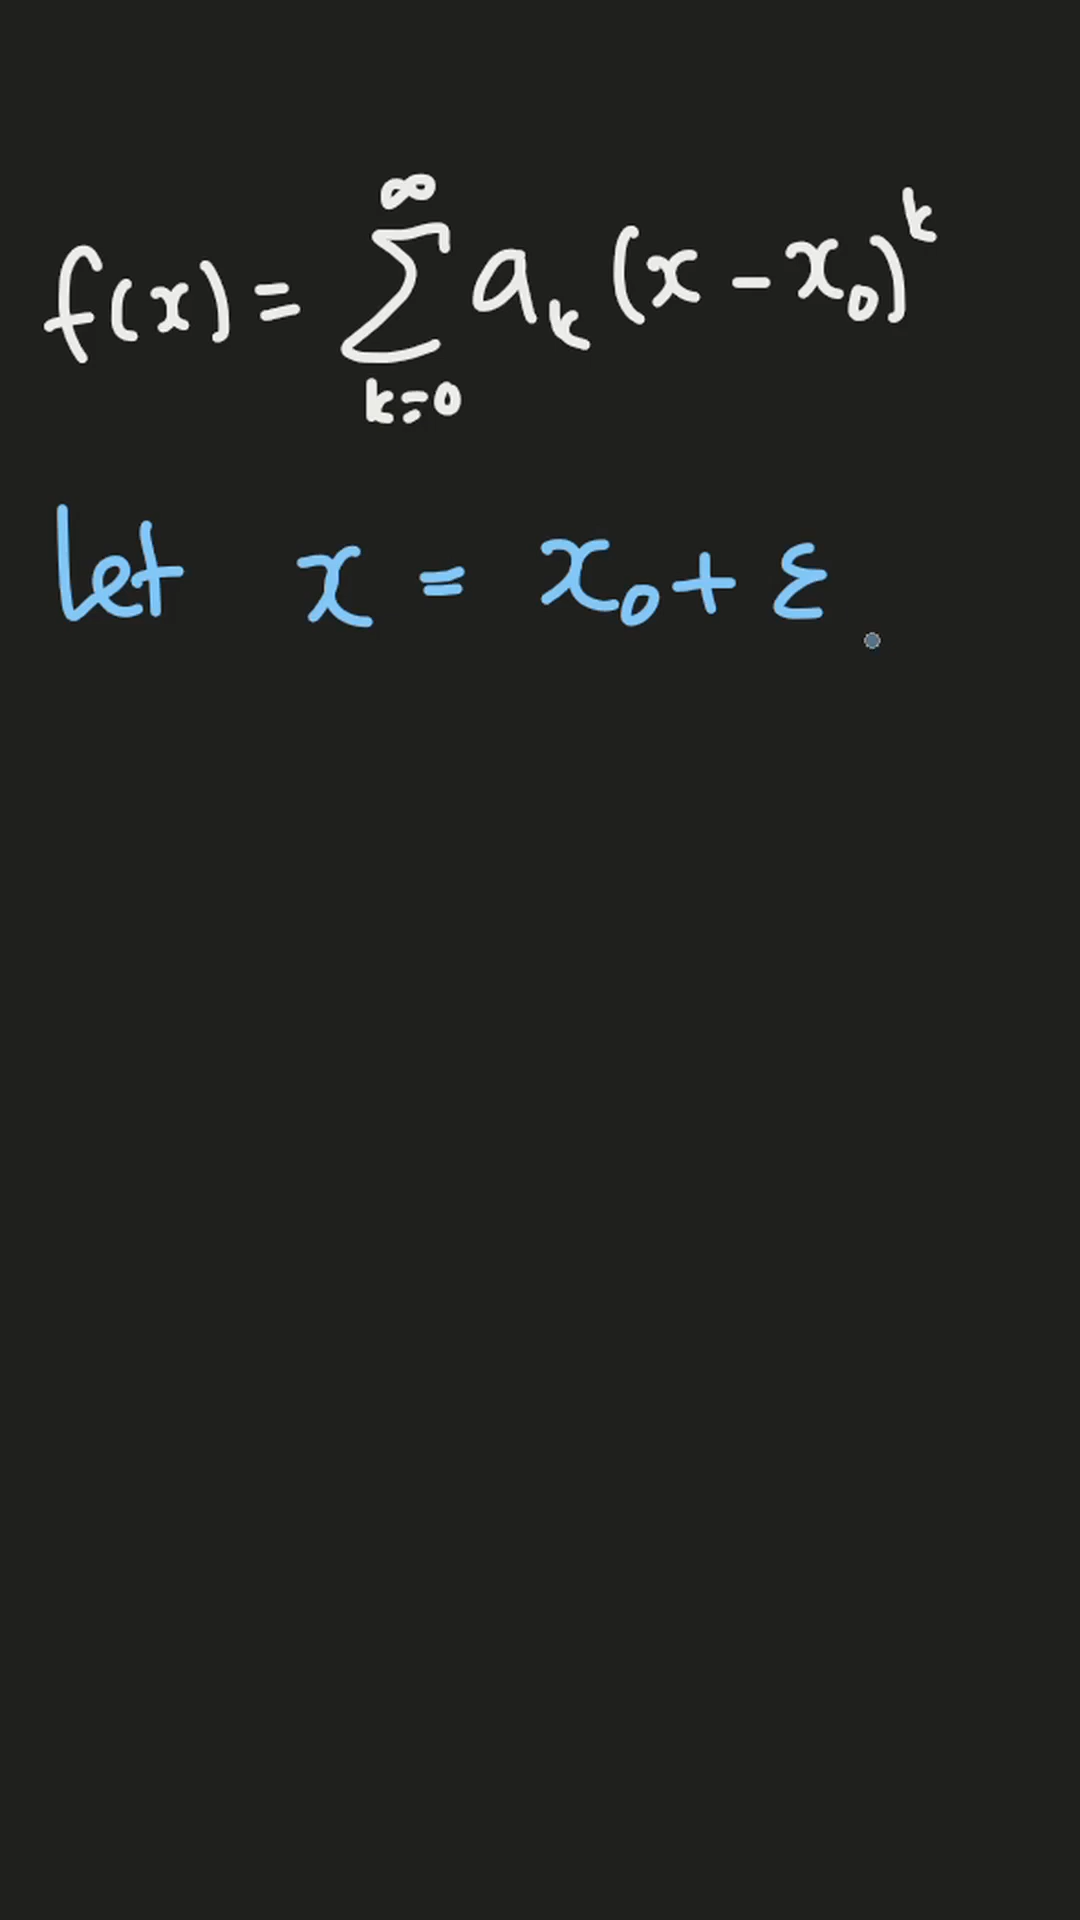 f(x) = ∑_{k=0}^{∞} a_k (x - x_0)^k
let x = x_0 + ε